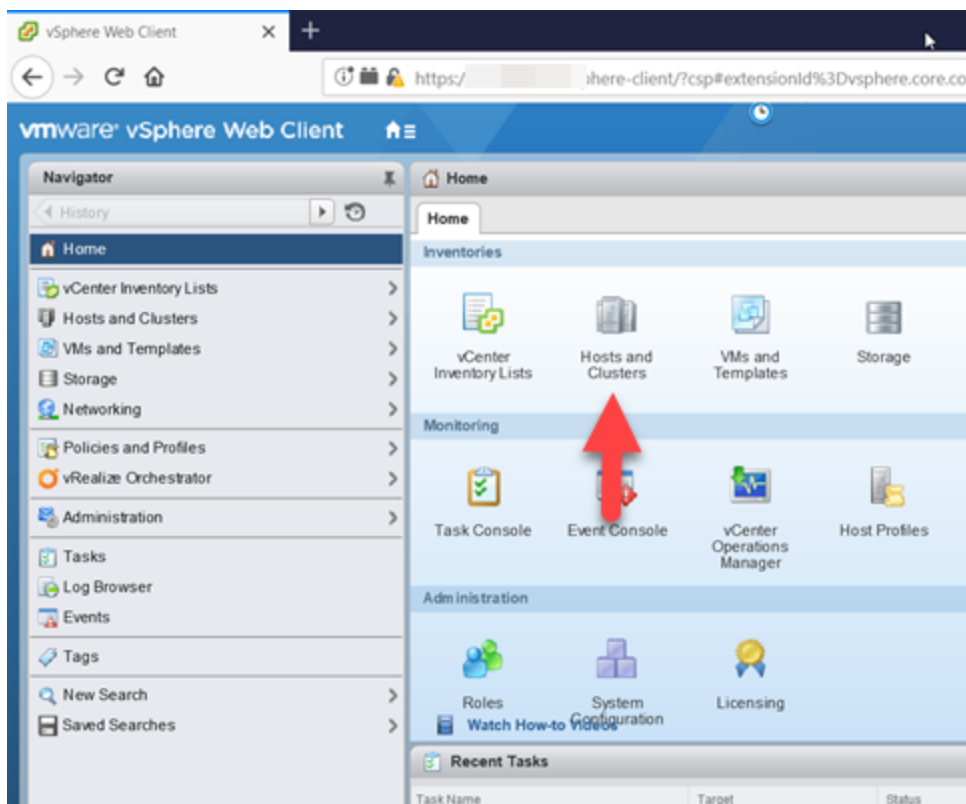 vSphere Web Client
https:/ here-client/?csp#extensionId%3Dvsphere.core.co
vmware® vSphere Web Client
Navigator
History
Home
vCenter Inventory Lists
Hosts and Clusters
VMs and Templates
Storage
Networking
Policies and Profiles
vRealize Orchestrator
Administration
Tasks
Log Browser
Events
Tags
New Search
Saved Searches
Home
Home
Inventories
vCenter
Inventory Lists
Hosts and
Clusters
VMs and
Templates
Storage
Monitoring
Task Console
Event Console
vCenter
Operations
Manager
Host Profiles
Administration
Roles
System
Configuration
Licensing
Watch How-to Videos
Recent Tasks
Task Name
Target
Status